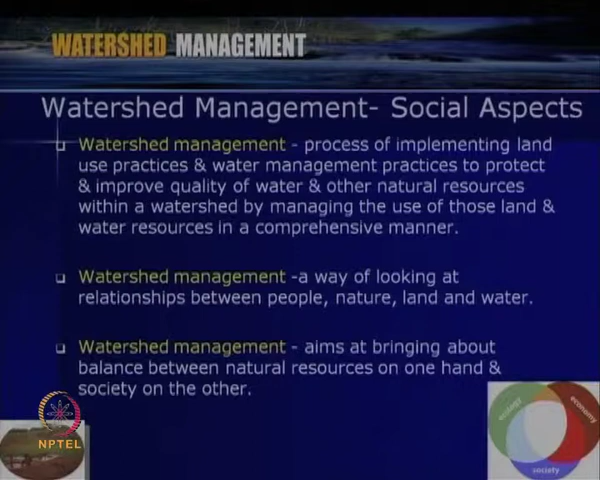 WATERSHED MANAGEMENT
Watershed Management- Social Aspects
Watershed management - process of implementing land
use practices & water management practices to protect
& improve quality of water & other natural resources
within a watershed by managing the use of those land &
water resources in a comprehensive manner.
Watershed management -a way of looking at
relationships between people, nature, land and water.
Watershed management - aims at bringing about
balance between natural resources on one hand &
society on the other.
NPTEL
ecology
economy
society